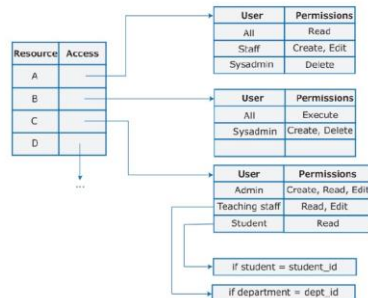 Resource Access
A
B
C
D
...
User Permissions
All Read
Staff Create, Edit
Sysadmin Delete
User Permissions
All Execute
Sysadmin Create, Delete
User Permissions
Admin Create, Read, Edit
Teaching staff Read, Edit
Student Read
if student = student_id
if department = dept_id